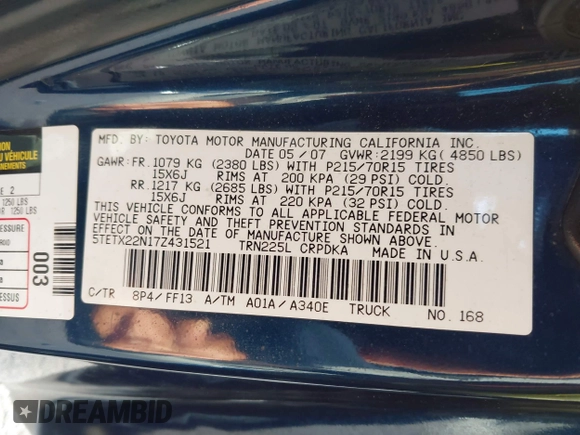 MFD. BY: TOYOTA MOTOR MANUFACTURING CALIFORNIA INC.
DATE 05 / 07 GVWR: 2199 KG ( 4850 LBS)
GAWR: FR. 1079 KG (2380 LBS) WITH P215/70R15 TIRES
15X6J RIMS AT 200 KPA (29 PSI) COLD.
RR. 1217 KG (2685 LBS) WITH P215/70R15 TIRES
15X6J RIMS AT 220 KPA (32 PSI) COLD.
THIS VEHICLE CONFORMS TO ALL APPLICABLE FEDERAL MOTOR
VEHICLE SAFETY AND THEFT PREVENTION STANDARDS IN
EFFECT ON THE DATE OF MANUFACTURE SHOWN ABOVE.
5TETX22N17Z431521 TRN225L CRPDKA MADE IN U.S.A.
C/TR 8P4/FF13 A/TM A01A/A340E TRUCK NO. 168
VÉHICULE
003
DREAMBID